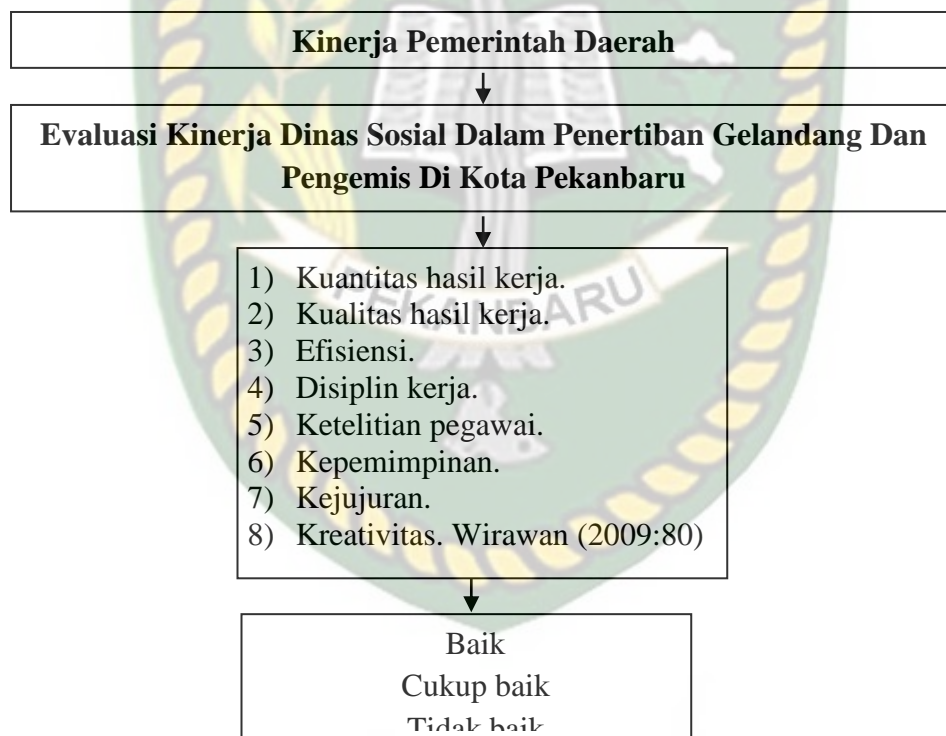 Kinerja Pemerintah Daerah
Evaluasi Kinerja Dinas Sosial Dalam Penertiban Gelandang Dan
Pengemis Di Kota Pekanbaru
1) Kuantitas hasil kerja.
2) Kualitas hasil kerja.
3) Efisiensi.
4) Disiplin kerja.
5) Ketelitian pegawai.
6) Kepemimpinan.
7) Kejujuran.
8) Kreativitas. Wirawan (2009:80)
PEKANBARU
Baik
Cukup baik
Tidak baik